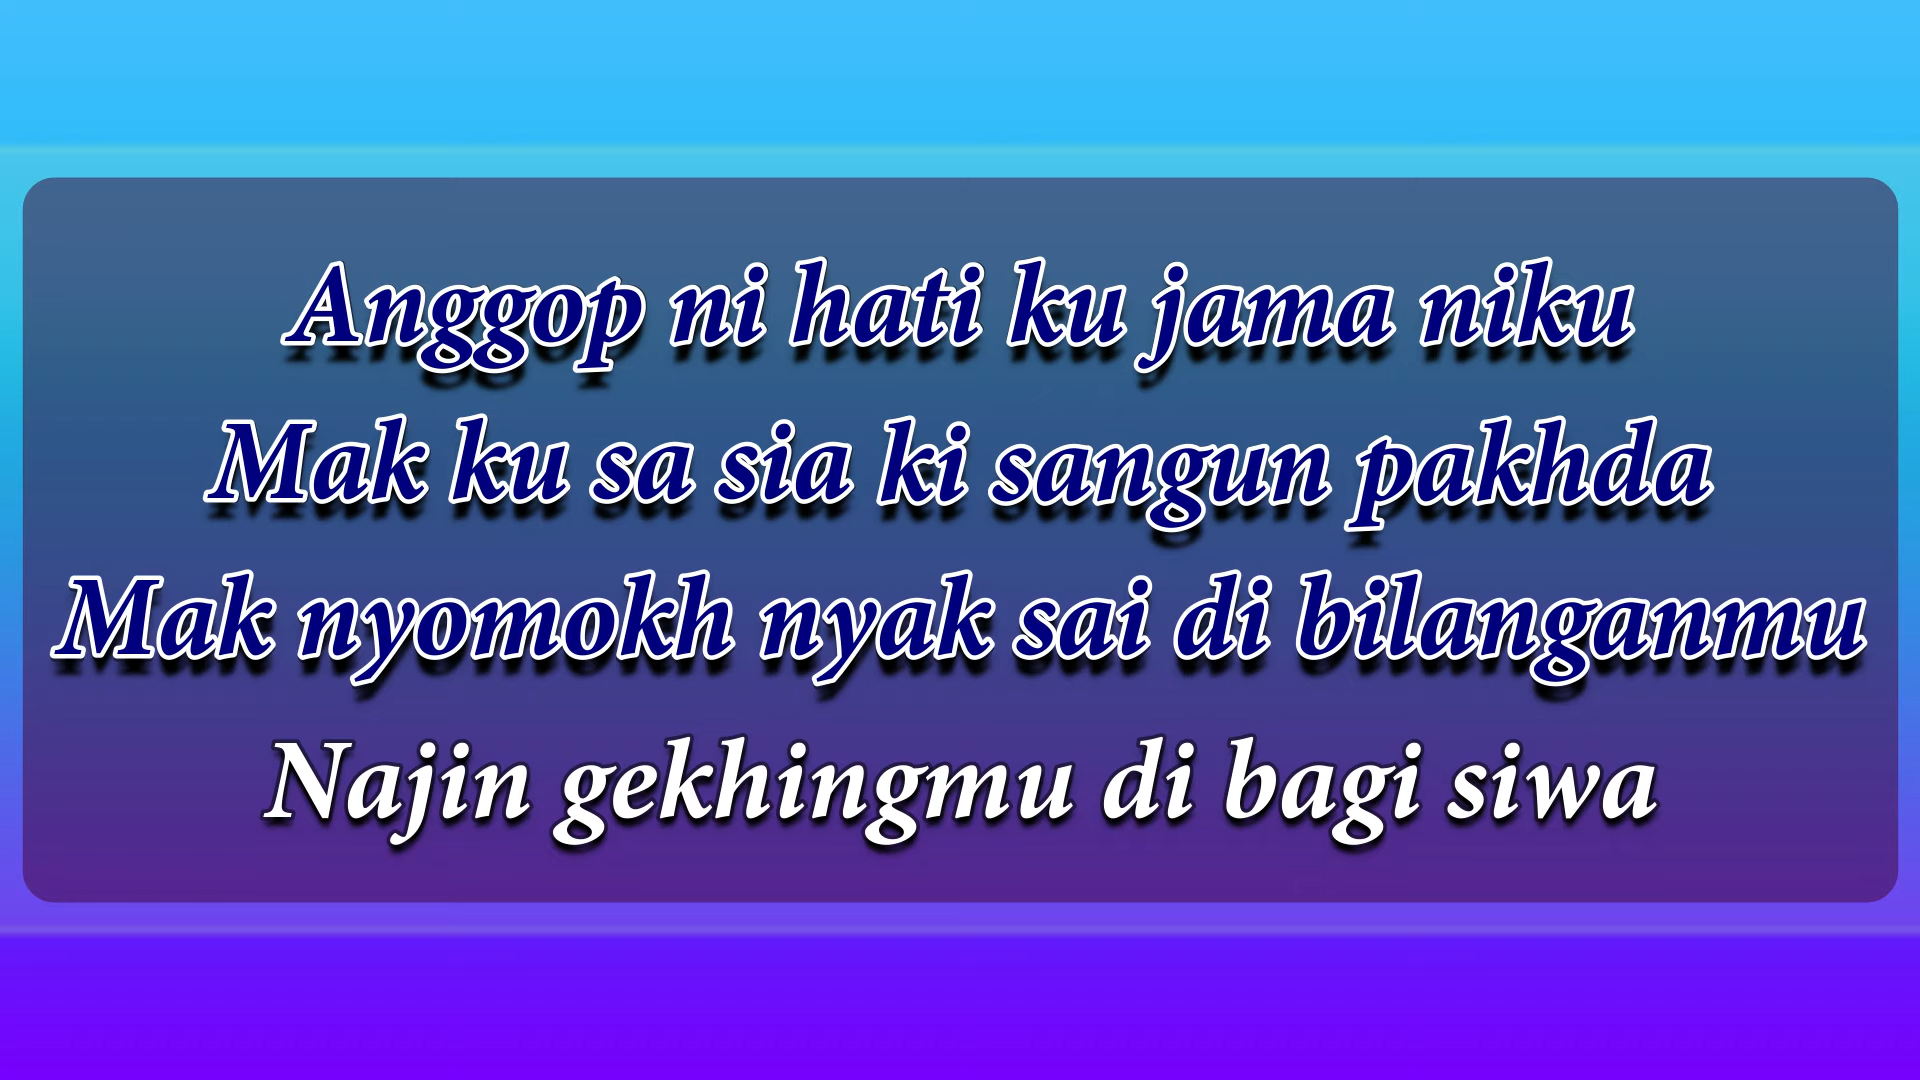 Anggop ni hati ku jama niku
Mak ku sa sia ki sangun pakhda
Mak nyomokh nyak sai di bilanganmu
Najin gekhingmu di bagi siwa